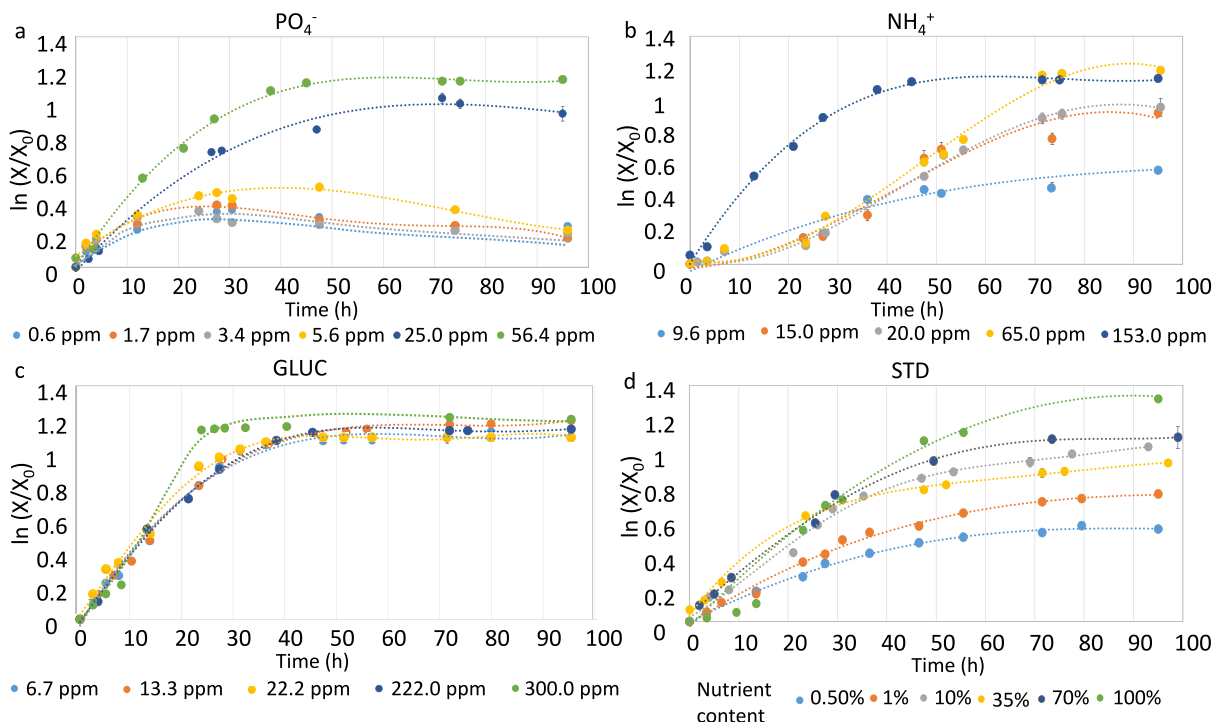 a
PO₄⁻
ln (X/X₀)
1.4
1.2
1
0.8
0.6
0.4
0.2
0
0 10 20 30 40 50 60 70 80 90 100
Time (h)
0.6 ppm 1.7 ppm 3.4 ppm 5.6 ppm 25.0 ppm 56.4 ppm
b
NH₄⁺
ln (X/X₀)
1.4
1.2
1
0.8
0.6
0.4
0.2
0
0 10 20 30 40 50 60 70 80 90 100
Time (h)
9.6 ppm 15.0 ppm 20.0 ppm 65.0 ppm 153.0 ppm
c
GLUC
ln (X/X₀)
1.4
1.2
1
0.8
0.6
0.4
0.2
0
0 10 20 30 40 50 60 70 80 90 100
Time (h)
6.7 ppm 13.3 ppm 22.2 ppm 222.0 ppm 300.0 ppm
d
STD
ln (X/X₀)
1.4
1.2
1
0.8
0.6
0.4
0.2
0
0 10 20 30 40 50 60 70 80 90 100
Time (h)
Nutrient
content
0.50% 1% 10% 35% 70% 100%